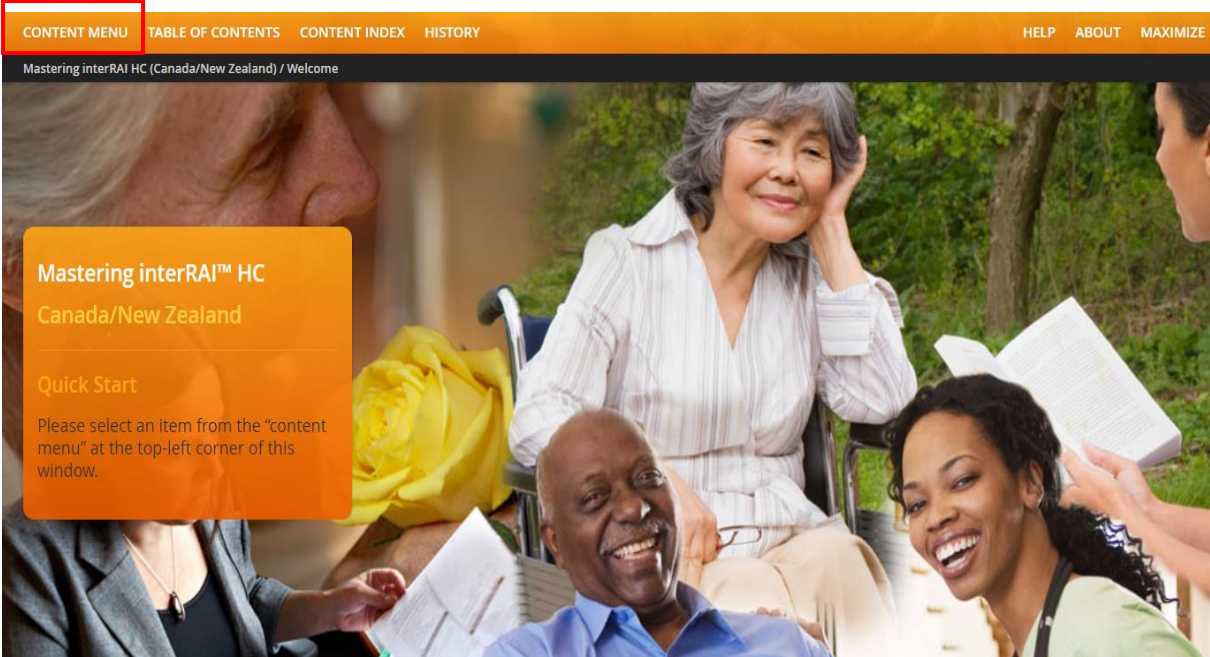 CONTENT MENU TABLE OF CONTENTS CONTENT INDEX HISTORY HELP ABOUT MAXIMIZE
Mastering interRAI HC (Canada/New Zealand) / Welcome
Mastering interRAI™ HC
Canada/New Zealand
Quick Start
Please select an item from the “content
menu” at the top-left corner of this
window.